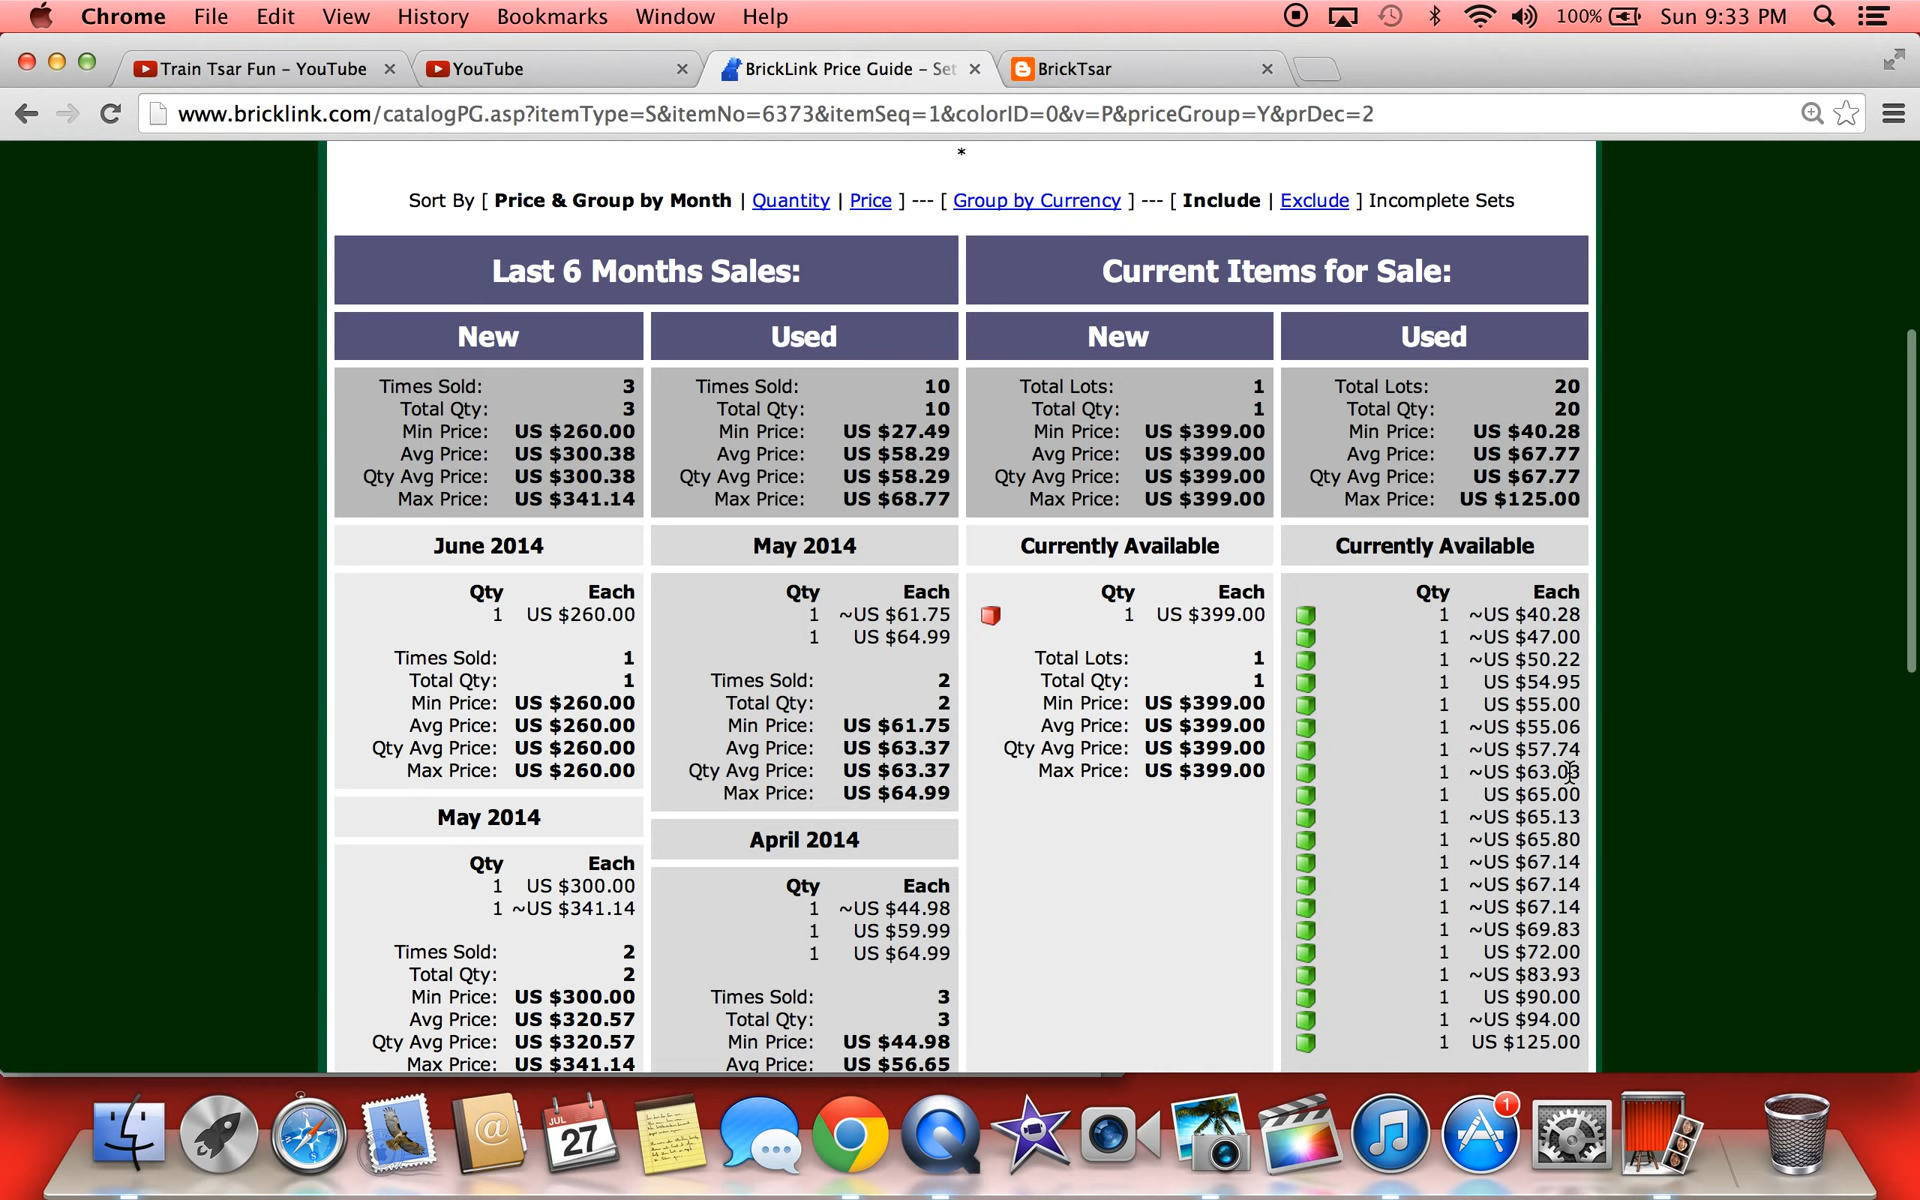 Chrome File Edit View History Bookmarks Window Help 100% Sun 9:33 PM
Train Tsar Fun – YouTube YouTube BrickLink Price Guide – Set BrickTsar
www.bricklink.com/catalogPG.asp?itemType=S&itemNo=6373&itemSeq=1&colorID=0&v=P&priceGroup=Y&prDec=2
*
Sort By [ Price & Group by Month | Quantity | Price ] --- [ Group by Currency ] --- [ Include | Exclude ] Incomplete Sets
Last 6 Months Sales:
Current Items for Sale:
New
Times Sold: 3
Total Qty: 3
Min Price: US $260.00
Avg Price: US $300.38
Qty Avg Price: US $300.38
Max Price: US $341.14
June 2014
Qty Each
1 US $260.00
Times Sold: 1
Total Qty: 1
Min Price: US $260.00
Avg Price: US $260.00
Qty Avg Price: US $260.00
Max Price: US $260.00
May 2014
Qty Each
1 US $300.00
1 ~US $341.14
Times Sold: 2
Total Qty: 2
Min Price: US $300.00
Avg Price: US $320.57
Qty Avg Price: US $320.57
Max Price: US $341.14
Used
Times Sold: 10
Total Qty: 10
Min Price: US $27.49
Avg Price: US $58.29
Qty Avg Price: US $58.29
Max Price: US $68.77
May 2014
Qty Each
1 ~US $61.75
1 US $64.99
Times Sold: 2
Total Qty: 2
Min Price: US $61.75
Avg Price: US $63.37
Qty Avg Price: US $63.37
Max Price: US $64.99
April 2014
Qty Each
1 ~US $44.98
1 US $59.99
1 US $64.99
Times Sold: 3
Total Qty: 3
Min Price: US $44.98
Avg Price: US $56.65
New
Total Lots: 1
Total Qty: 1
Min Price: US $399.00
Avg Price: US $399.00
Qty Avg Price: US $399.00
Max Price: US $399.00
Currently Available
Qty Each
1 US $399.00
Total Lots: 1
Total Qty: 1
Min Price: US $399.00
Avg Price: US $399.00
Qty Avg Price: US $399.00
Max Price: US $399.00
Used
Total Lots: 20
Total Qty: 20
Min Price: US $40.28
Avg Price: US $67.77
Qty Avg Price: US $67.77
Max Price: US $125.00
Currently Available
Qty Each
1 ~US $40.28
1 ~US $47.00
1 ~US $50.22
1 US $54.95
1 US $55.00
1 ~US $55.06
1 ~US $57.74
1 ~US $63.03
1 US $65.00
1 ~US $65.13
1 ~US $65.80
1 ~US $67.14
1 ~US $67.14
1 ~US $67.14
1 ~US $69.83
1 US $72.00
1 ~US $83.93
1 US $90.00
1 ~US $94.00
1 US $125.00
JUL
27
1